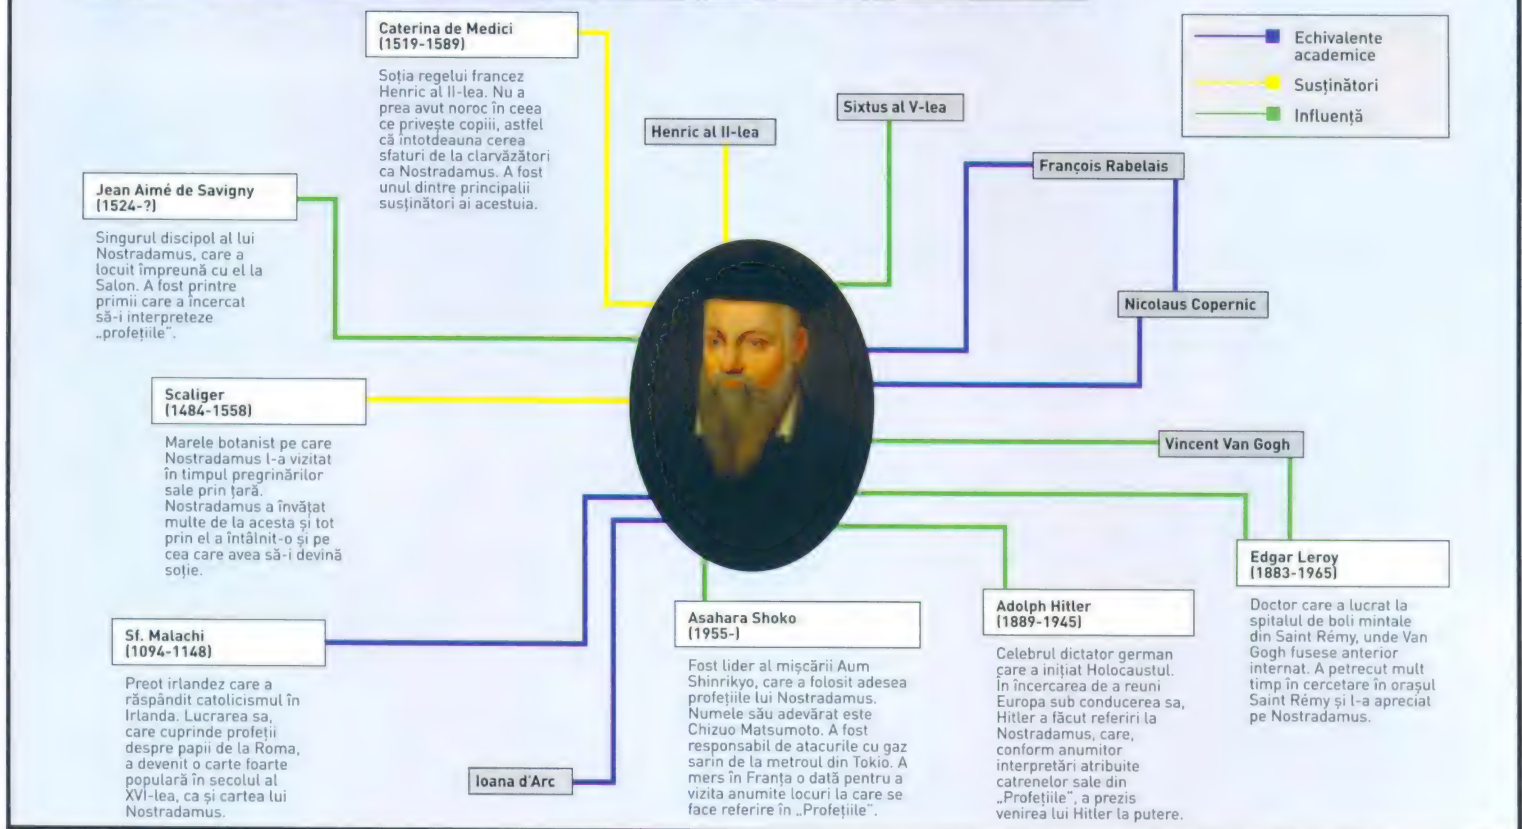 Caterina de Medici
(1519-1589)
Soția regelui francez
Henric al II-lea. Nu a
prea avut noroc în ceea
ce privește copiii, astfel
că întotdeauna cerea
sfaturi de la clarvăzători
ca Nostradamus. A fost
unul dintre principalii
susținători ai acestuia.
Henric al II-lea
Sixtus al V-lea
Echivalente
academice
Susținători
Influență
François Rabelais
Nicolaus Copernic
Jean Aimé de Savigny
(1524-?)
Singurul discipol al lui
Nostradamus, care a
locuit împreună cu el la
Salon. A fost printre
primii care a încercat
să-i interpreteze
„profețiile”.
Scaliger
(1484-1558)
Marele botanist pe care
Nostradamus l-a vizitat
în timpul pregrinărilor
sale prin țară.
Nostradamus a învățat
multe de la acesta și tot
prin el a întâlnit-o și pe
cea care avea să-i devină
soție.
Vincent Van Gogh
Edgar Leroy
(1883-1965)
Doctor care a lucrat la
spitalul de boli mintale
din Saint Rémy, unde Van
Gogh fusese anterior
internat. A petrecut mult
timp în cercetare în orașul
Saint Rémy și l-a apreciat
pe Nostradamus.
Sf. Malachi
(1094-1148)
Preot irlandez care a
răspândit catolicismul în
Irlanda. Lucrarea sa,
care cuprinde profeții
despre papii de la Roma,
a devenit o carte foarte
populară în secolul al
XVI-lea, ca și cartea lui
Nostradamus.
Ioana d'Arc
Asahara Shoko
(1955-)
Fost lider al mișcării Aum
Shinrikyo, care a folosit adesea
profețiile lui Nostradamus.
Numele său adevărat este
Chizuo Matsumoto. A fost
responsabil de atacurile cu gaz
sarin de la metroul din Tokio. A
mers în Franța o dată pentru a
vizita anumite locuri la care se
face referire în „Profețiile”.
Adolph Hitler
(1889-1945)
Celebrul dictator german
care a inițiat Holocaustul.
În încercarea de a reuni
Europa sub conducerea sa,
Hitler a făcut referiri la
Nostradamus, care,
conform anumitor
interpretări atribuite
catrenelor sale din
„Profețiile”, a prezis
venirea lui Hitler la putere.